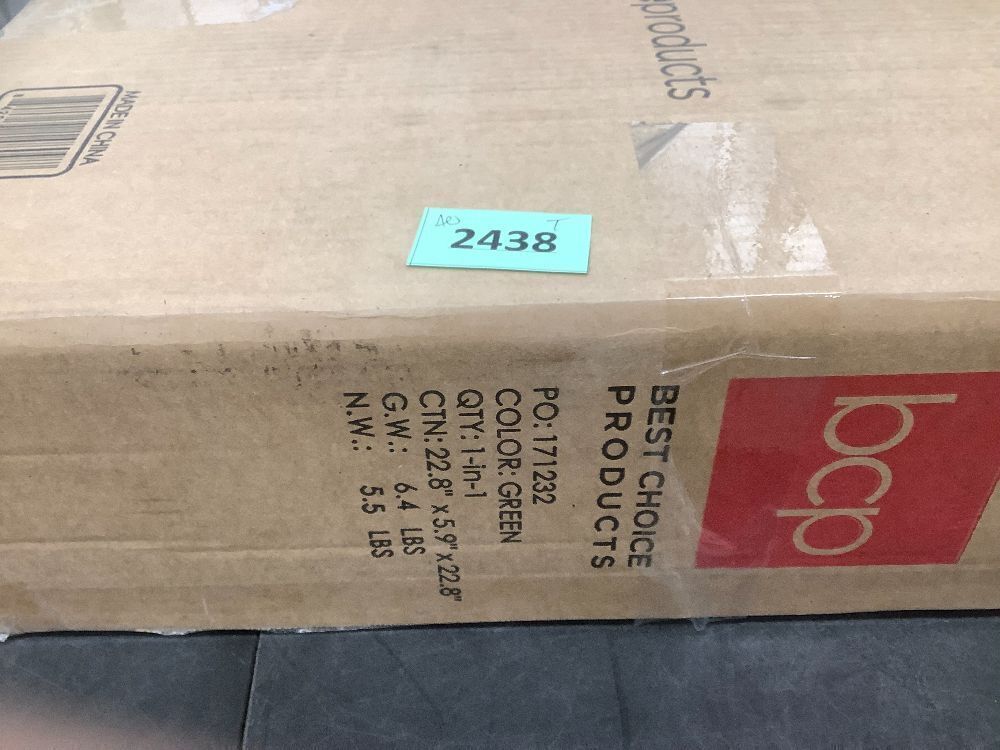 products
MADE IN CHINA
2438
T
bcp
BEST CHOICE
PRODUCTS
PO: 171232
COLOR: GREEN
QTY: 1-in-1
CTN: 22.8" x 5.9" x 22.8"
G.W.: 6.4 LBS
N.W.: 5.5 LBS